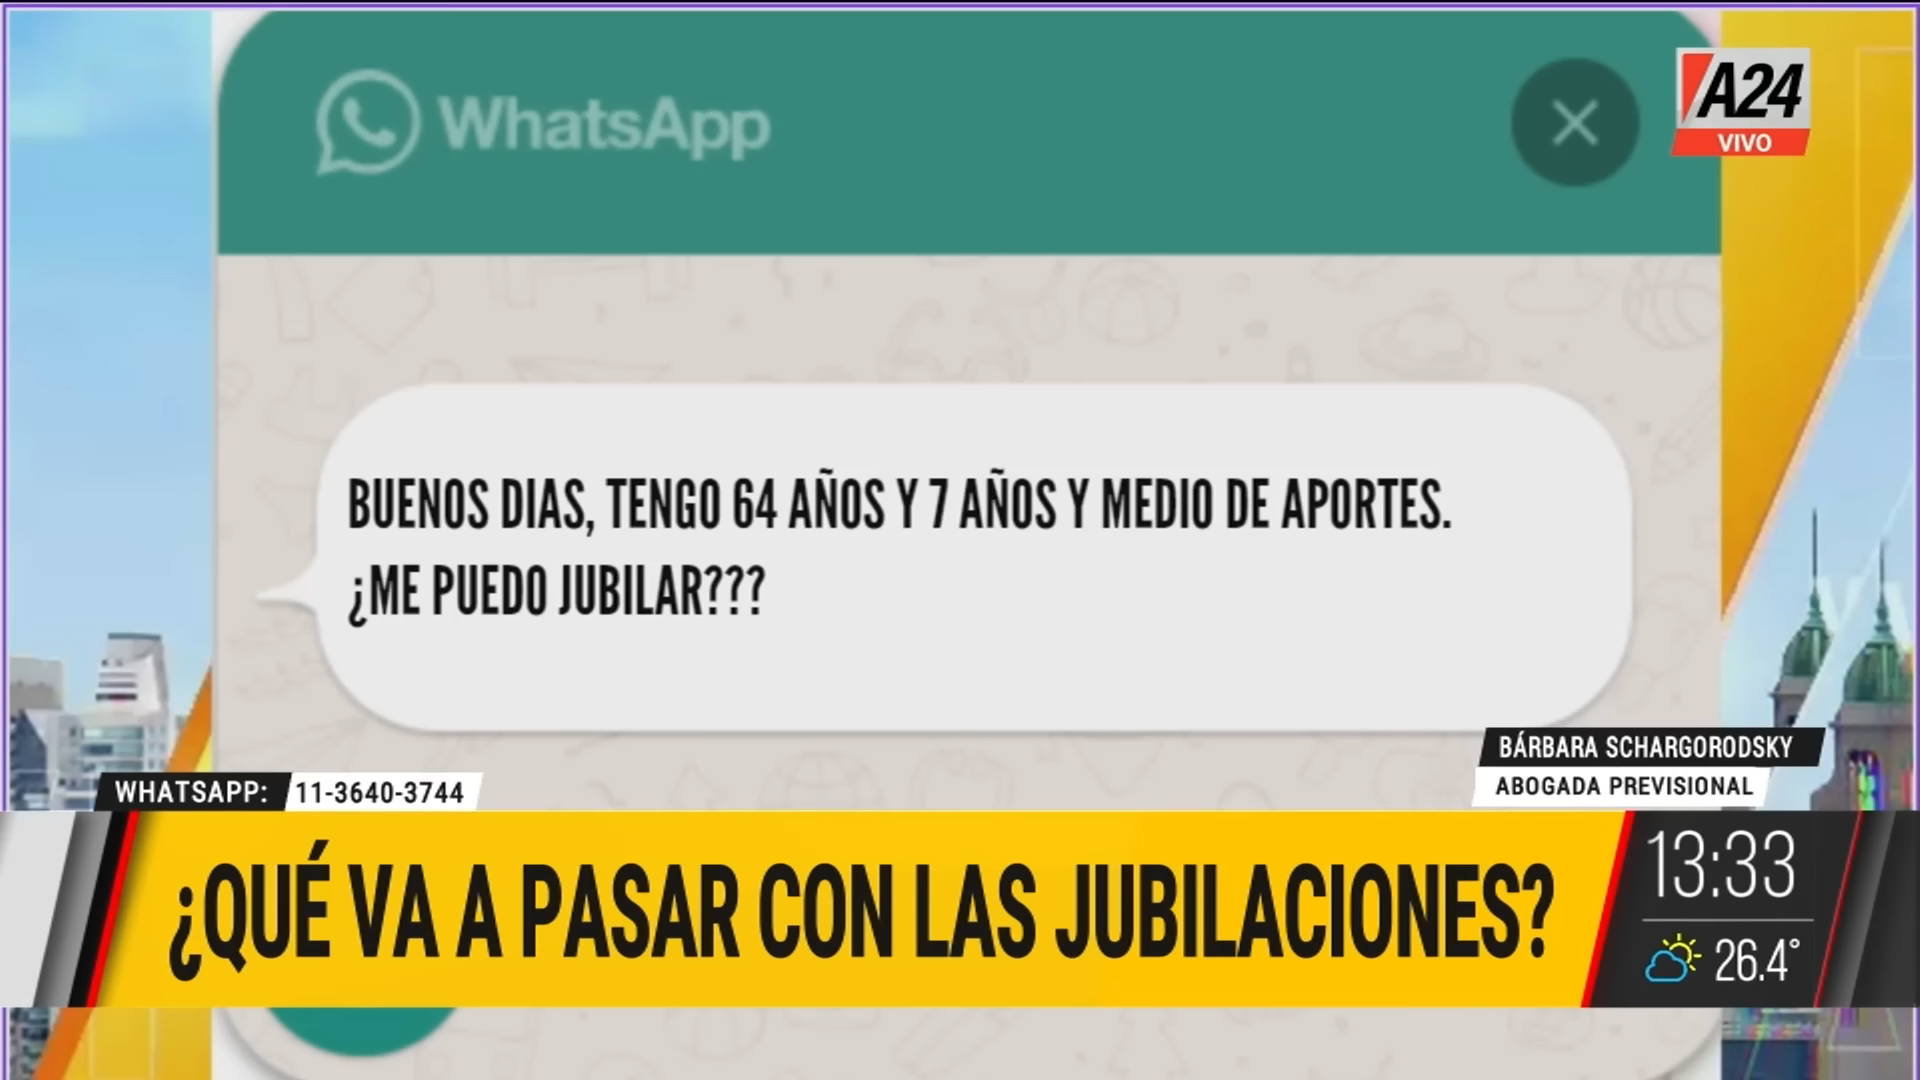 WhatsApp
A24
VIVO
BUENOS DIAS, TENGO 64 AÑOS Y 7 AÑOS Y MEDIO DE APORTES.
¿ME PUEDO JUBILAR???
BÁRBARA SCHARGORODSKY
ABOGADA PREVISIONAL
WHATSAPP: 11-3640-3744
¿QUÉ VA A PASAR CON LAS JUBILACIONES?
13:33
26.4°